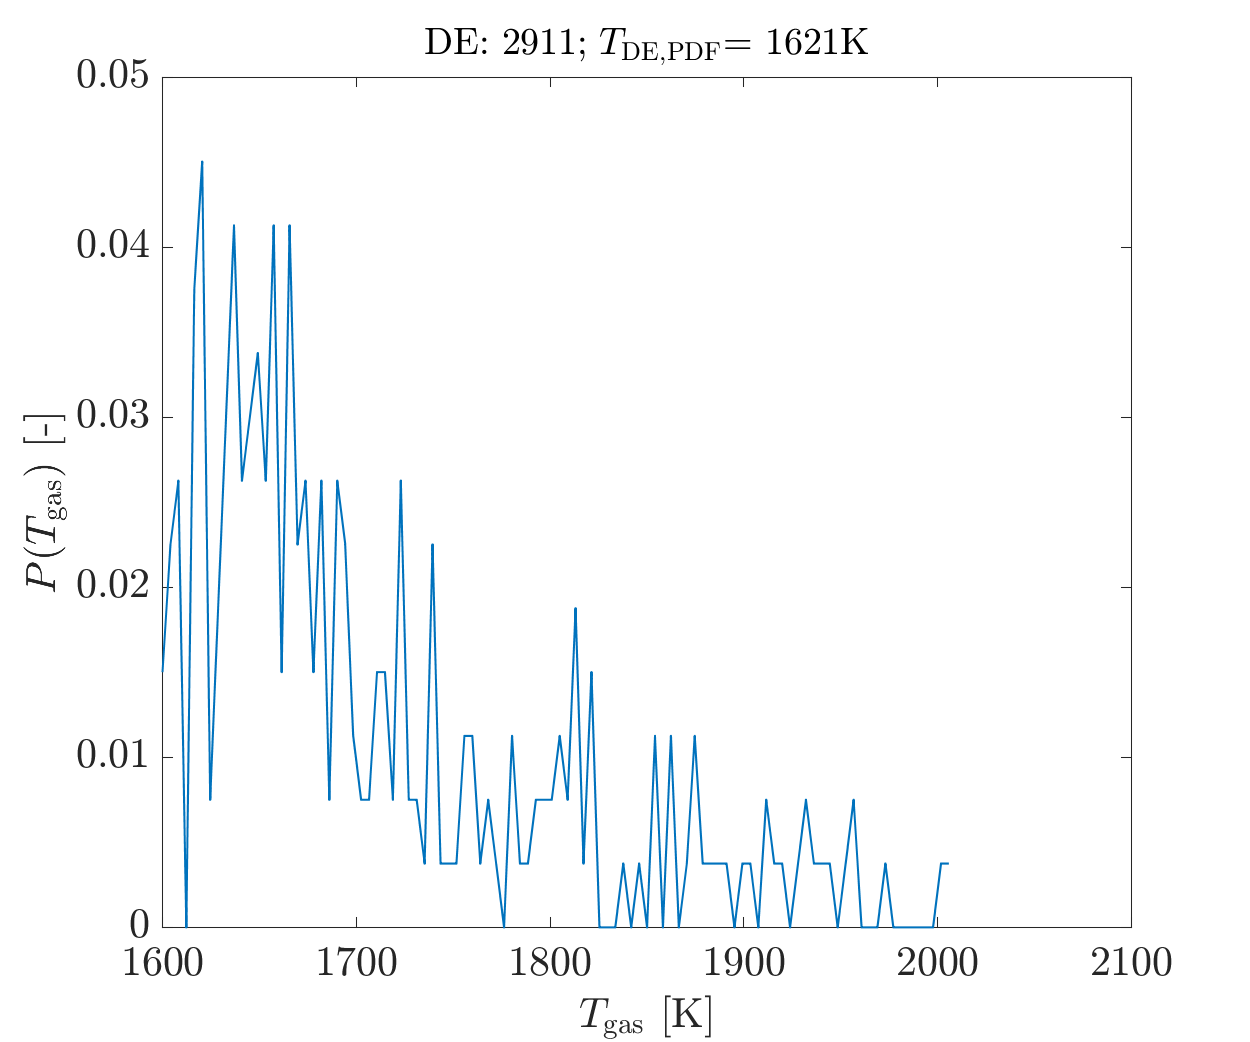 DE: 2911; T_DE,PDF= 1621K
0.05
0.04
0.03
0.02
0.01
0
P(T_gas) [-]
1600 1700 1800 1900 2000 2100
T_gas [K]